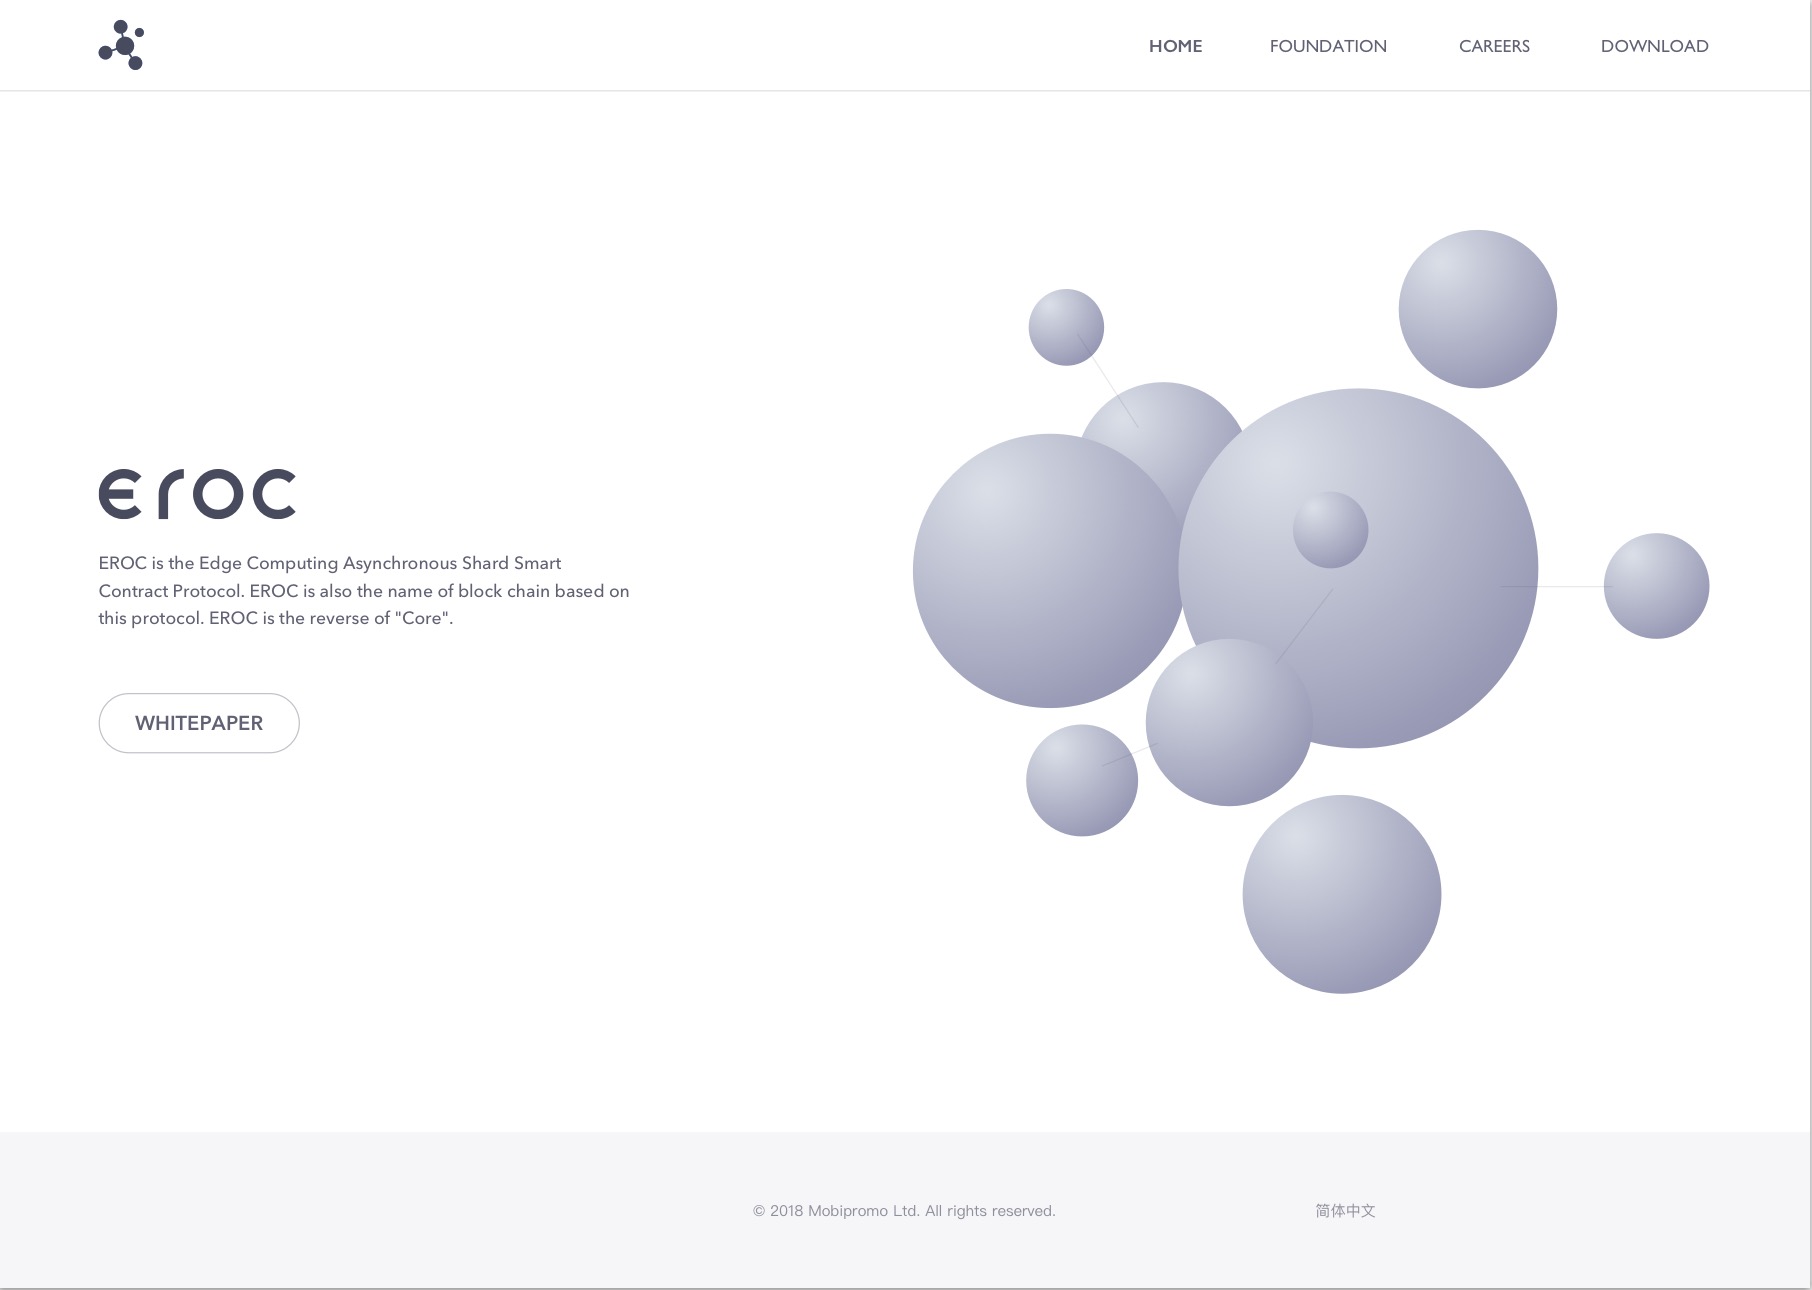 HOME FOUNDATION CAREERS DOWNLOAD
eroc
EROC is the Edge Computing Asynchronous Shard Smart
Contract Protocol. EROC is also the name of block chain based on
this protocol. EROC is the reverse of "Core".
WHITEPAPER
© 2018 Mobipromo Ltd. All rights reserved. 简体中文